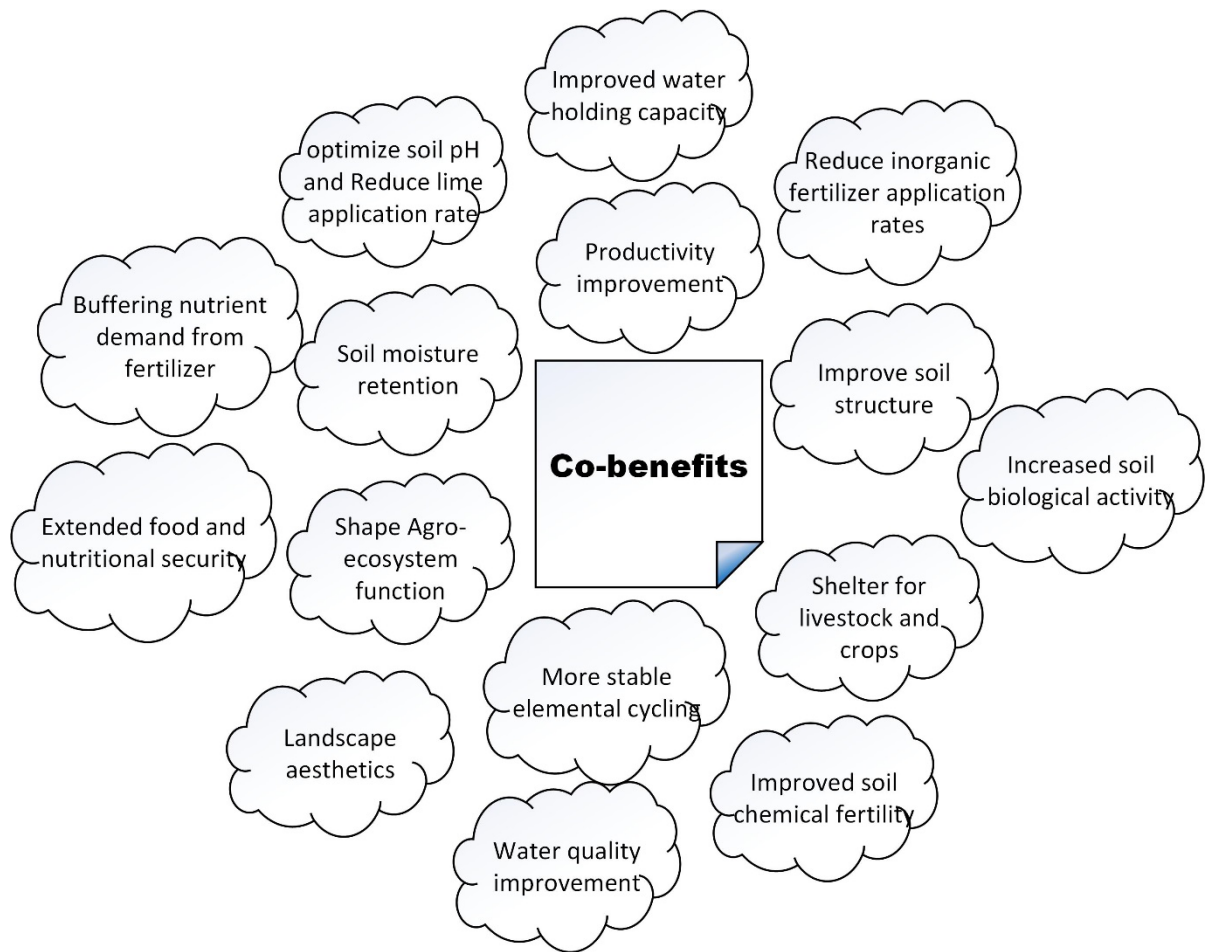 Improved water
holding capacity
optimize soil pH
and Reduce lime
application rate
Reduce inorganic
fertilizer application
rates
Productivity
improvement
Buffering nutrient
demand from
fertilizer
Soil moisture
retention
Improve soil
structure
Co-benefits
Increased soil
biological activity
Extended food and
nutritional security
Shape Agro-
ecosystem
function
Shelter for
livestock and
crops
More stable
elemental cycling
Landscape
aesthetics
Improved soil
chemical fertility
Water quality
improvement